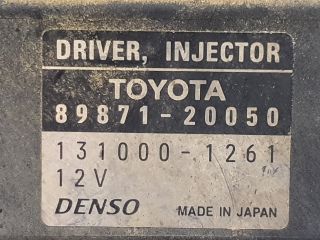 DRIVER, INJECTOR
TOYOTA
89871-20050
131000-1261
12V
DENSO MADE IN JAPAN